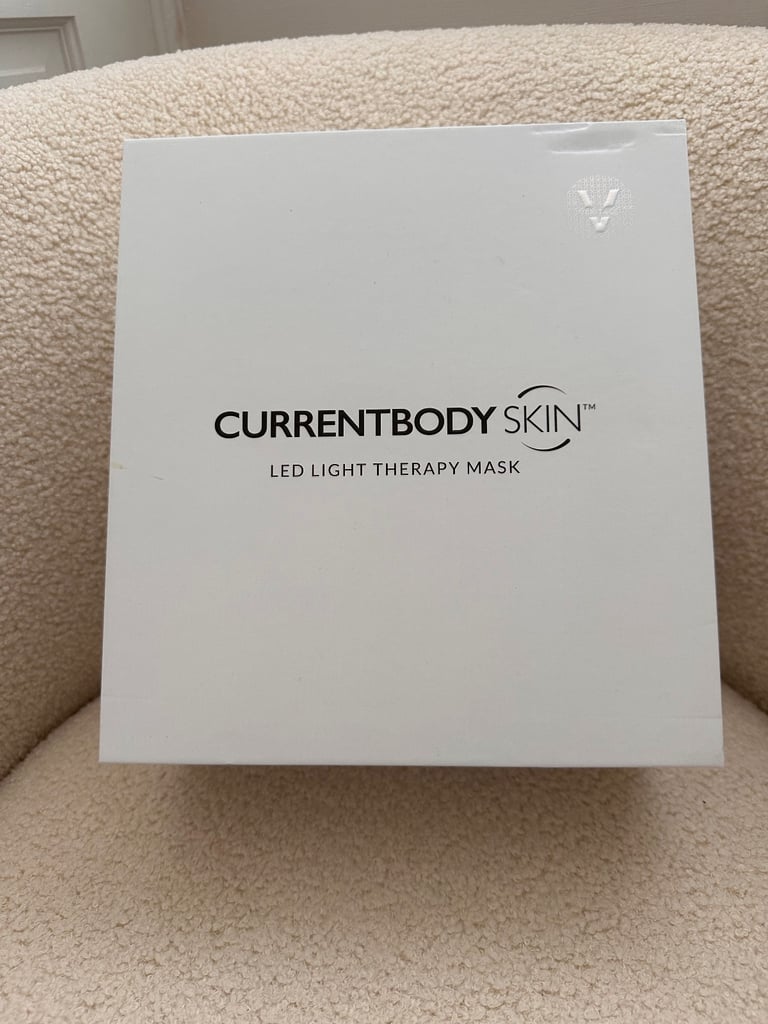 CURRENTBODY SKIN™
LED LIGHT THERAPY MASK